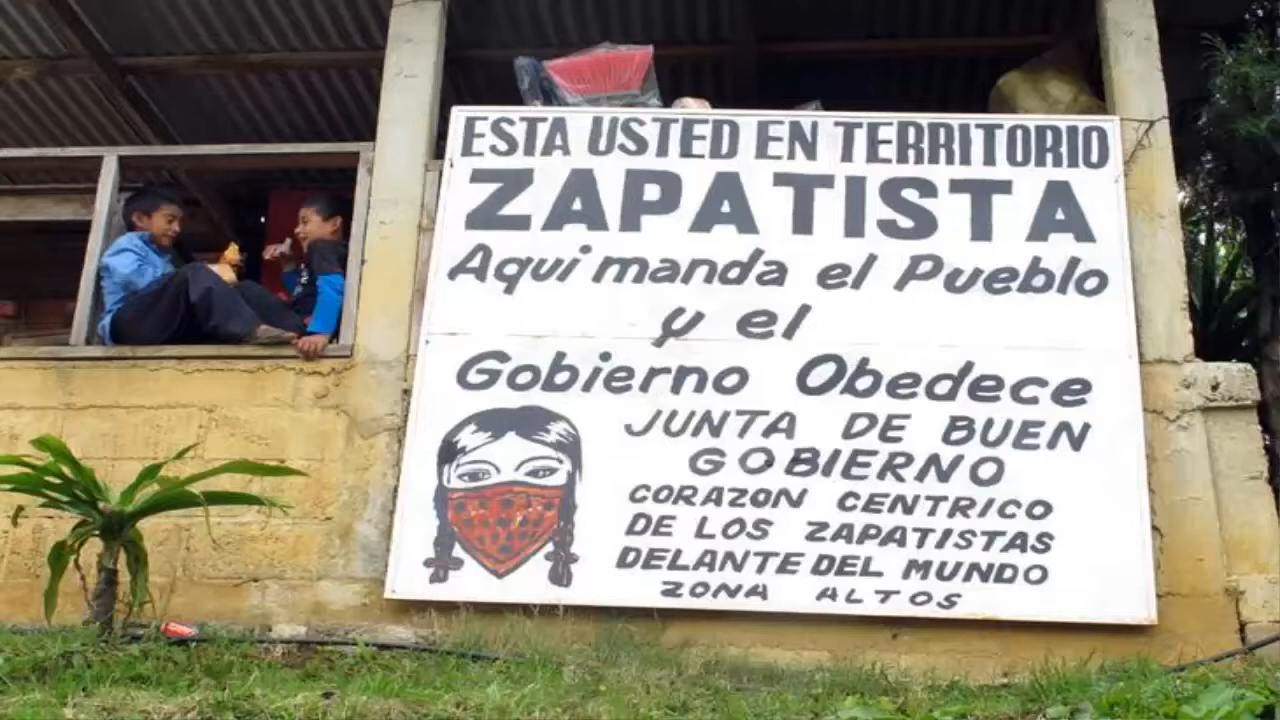 ESTA USTED EN TERRITORIO
ZAPATISTA
Aqui manda el Pueblo
y el
Gobierno Obedece
JUNTA DE BUEN
GOBIERNO
CORAZON CENTRICO
DE LOS ZAPATISTAS
DELANTE DEL MUNDO
ZONA ALTOS